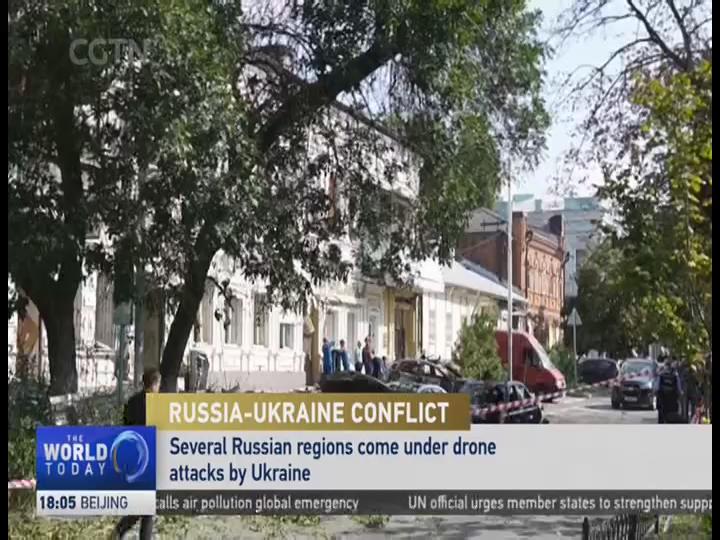 CGTN
RUSSIA-UKRAINE CONFLICT
Several Russian regions come under drone
attacks by Ukraine
THE
WORLD
TODAY
18:05 BEIJING
calls air pollution global emergency UN official urges member states to strengthen supp